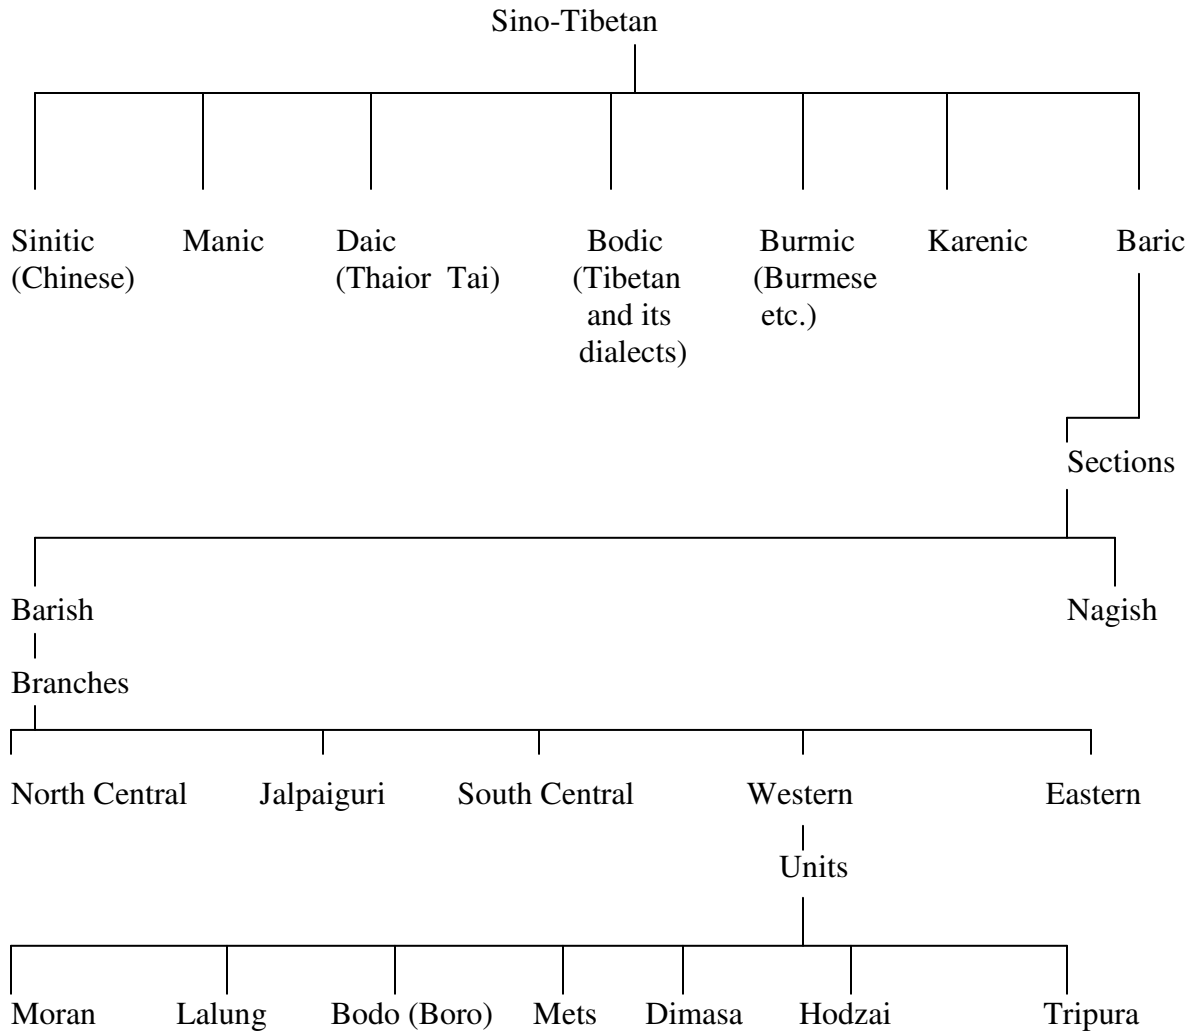 Sino-Tibetan
Sinitic Manic Daic Bodic Burmic Karenic Baric
(Chinese) (Thaior Tai) (Tibetan (Burmese
and its etc.)
dialects)
Sections
Barish Nagish
Branches
North Central Jalpaiguri South Central Western Eastern
Units
Moran Lalung Bodo (Boro) Mets Dimasa Hodzai Tripura